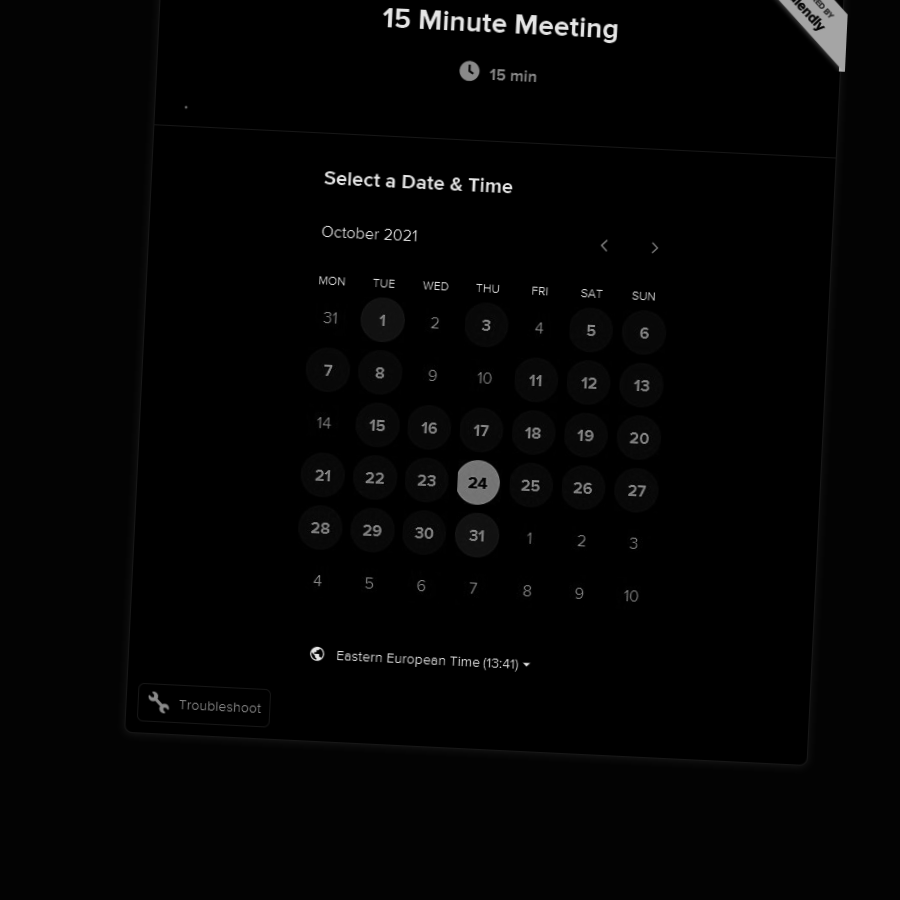 15 Minute Meeting
15 min
.
Select a Date & Time
October 2021
MON TUE WED THU FRI SAT SUN
31 1 2 3 4 5 6
7 8 9 10 11 12 13
14 15 16 17 18 19 20
21 22 23 24 25 26 27
28 29 30 31 1 2 3
4 5 6 7 8 9 10
Eastern European Time (13:41)
Troubleshoot